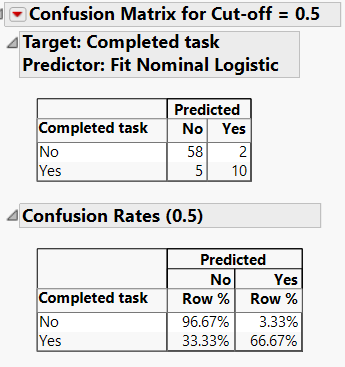 Confusion Matrix for Cut-off = 0.5
Target: Completed task
Predictor: Fit Nominal Logistic
Predicted
Completed task No Yes
No 58 2
Yes 5 10
Confusion Rates (0.5)
Predicted
No Yes
Completed task Row % Row %
No 96.67% 3.33%
Yes 33.33% 66.67%